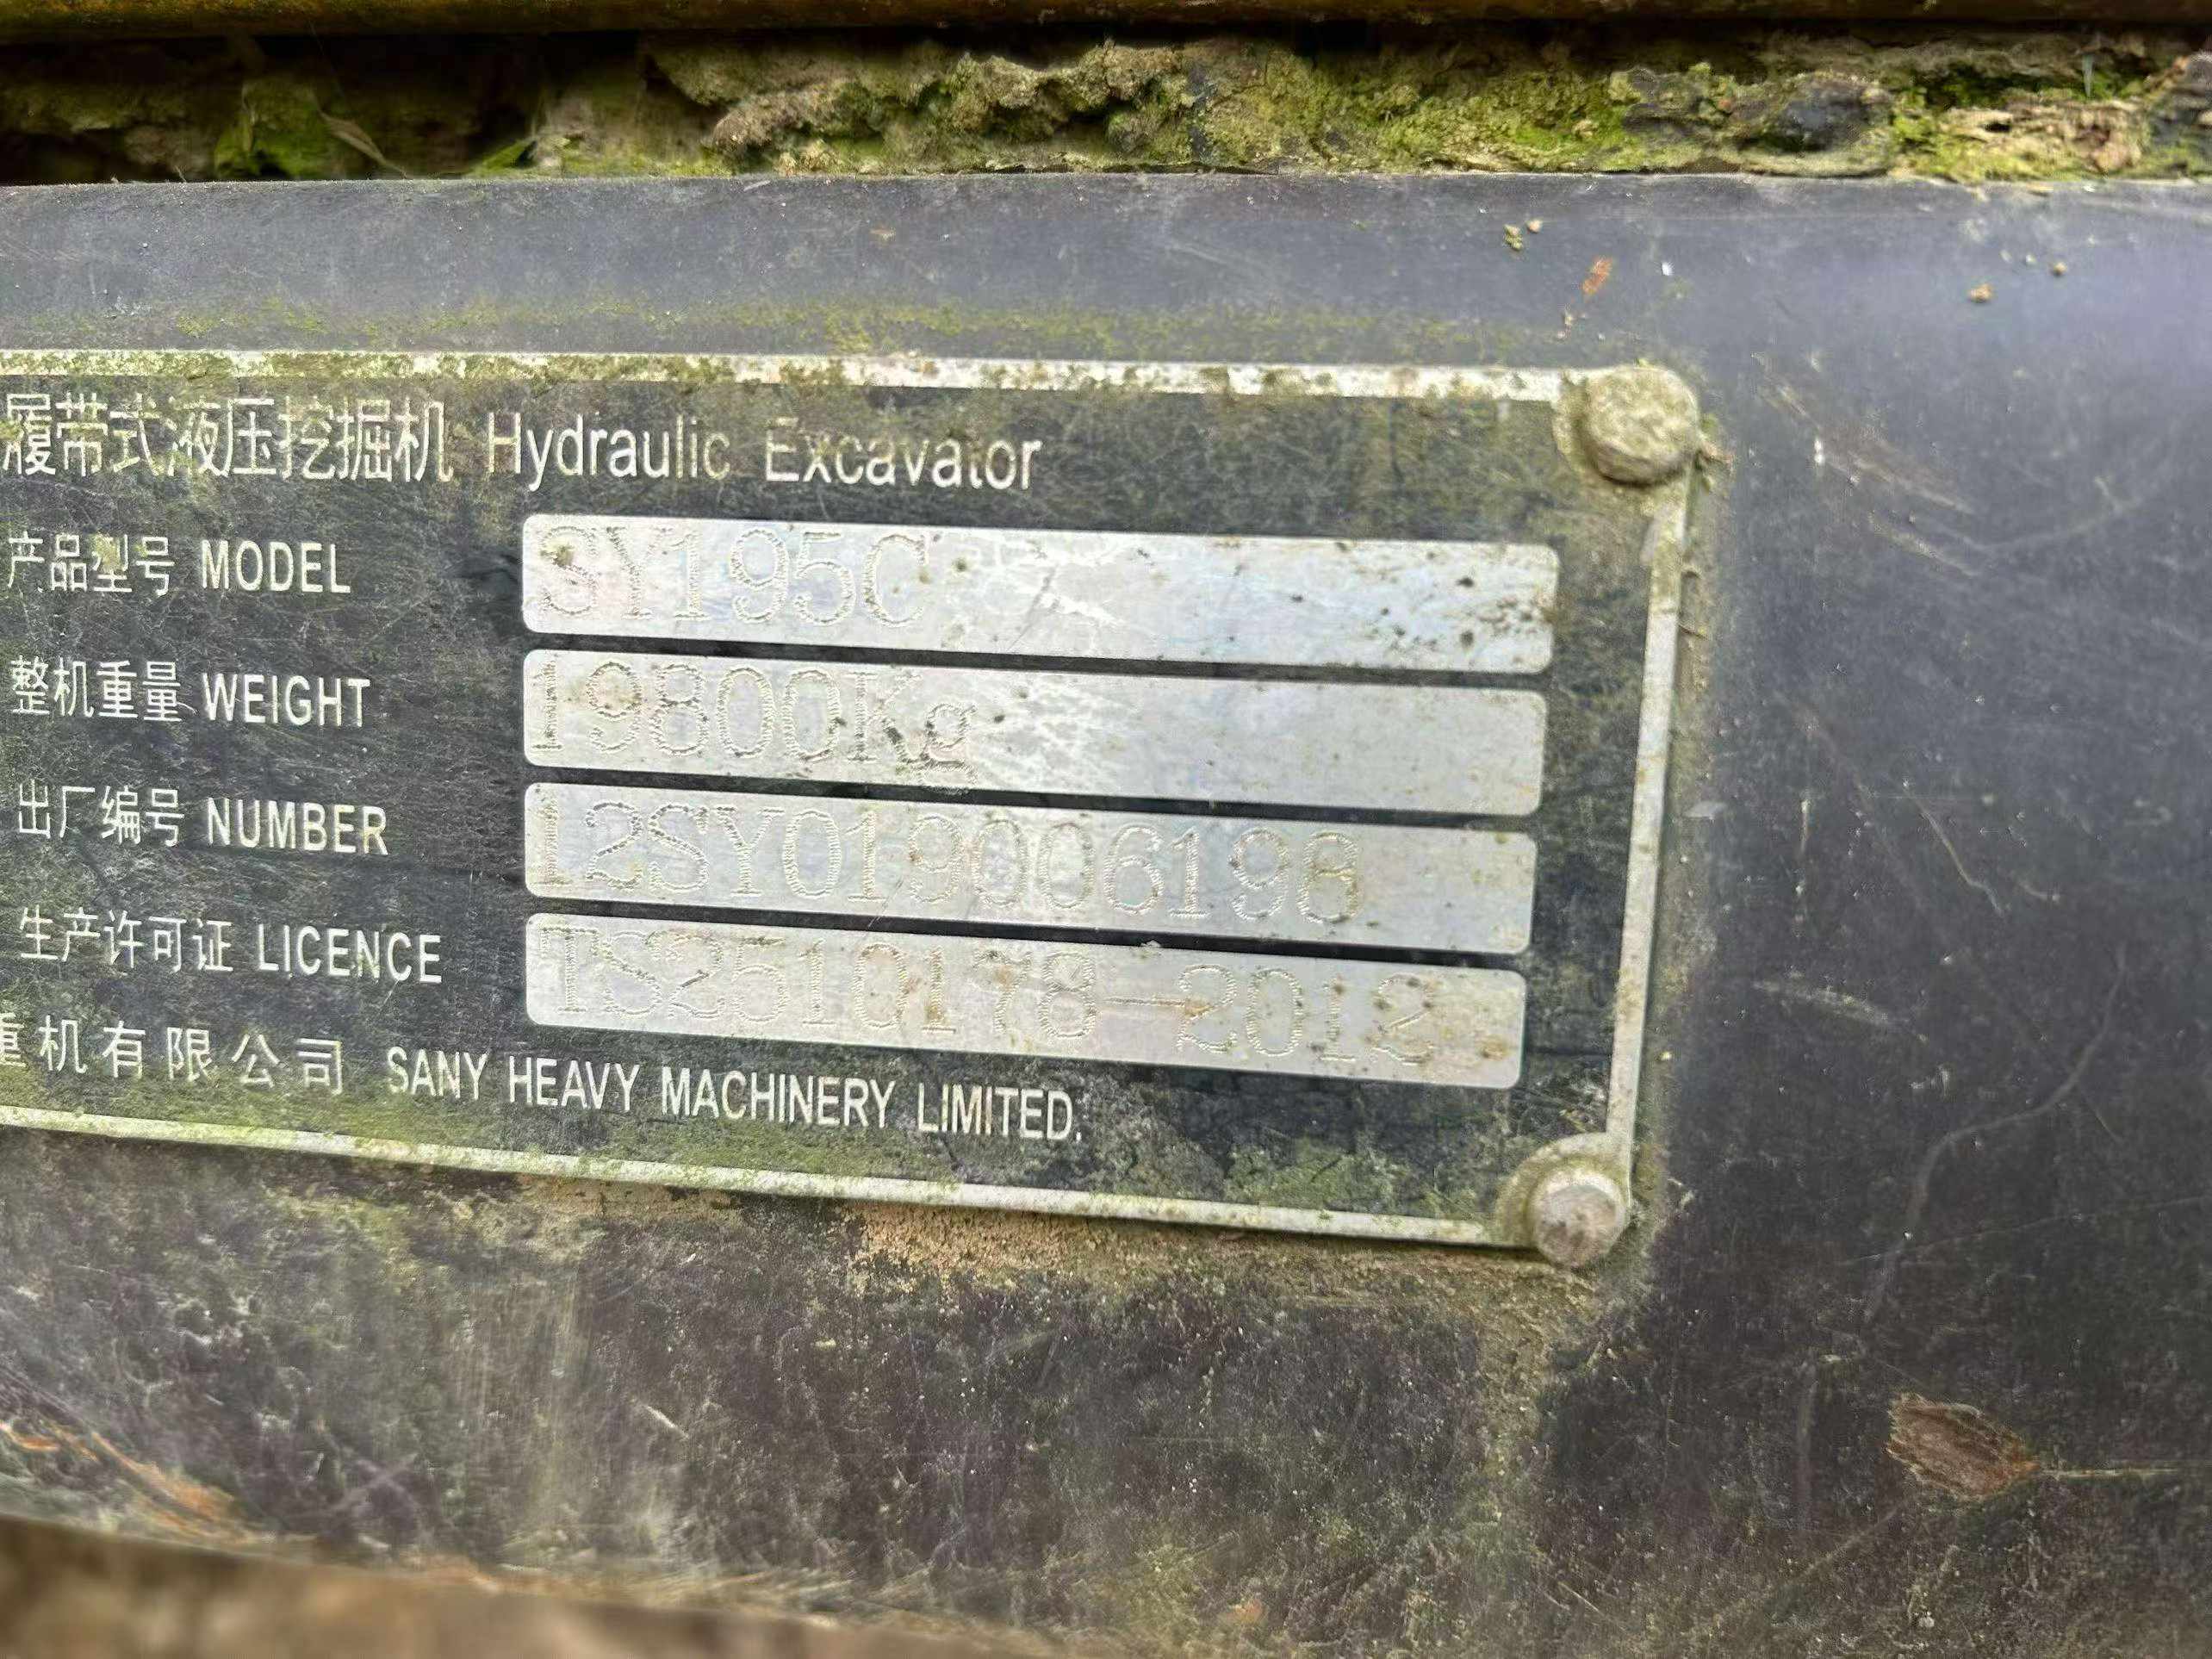 履带式液压挖掘机 Hydraulic Excavator
产品型号 MODEL SY195C
整机重量 WEIGHT 19800Kg
出厂编号 NUMBER 12SY019006198
生产许可证 LICENCE TS2510178-2012
重机有限公司 SANY HEAVY MACHINERY LIMITED.